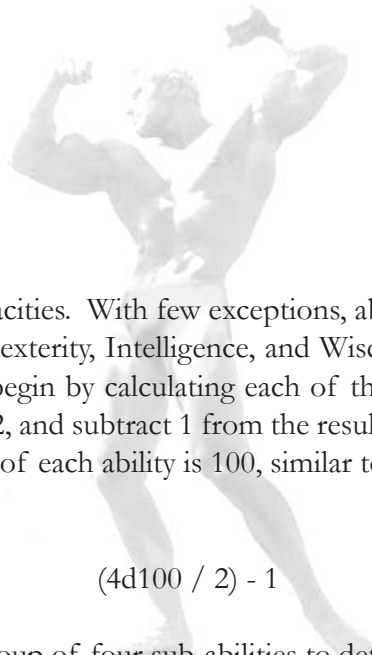 acities. With few exceptions, ab
exterity, Intelligence, and Wisd
begin by calculating each of th
2, and subtract 1 from the resul
of each ability is 100, similar to
(4d100 / 2) - 1
oup of four sub-abilities to det